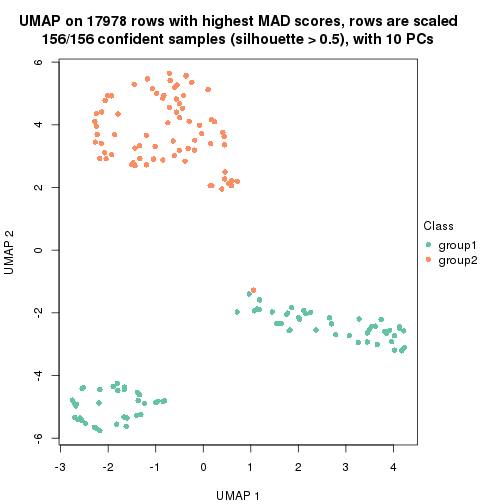 UMAP on 17978 rows with highest MAD scores, rows are scaled
156/156 confident samples (silhouette > 0.5), with 10 PCs
6
4
2
0
-2
-4
-6
UMAP 2
-3
-2
-1
0
1
2
3
4
UMAP 1
Class
group1
group2